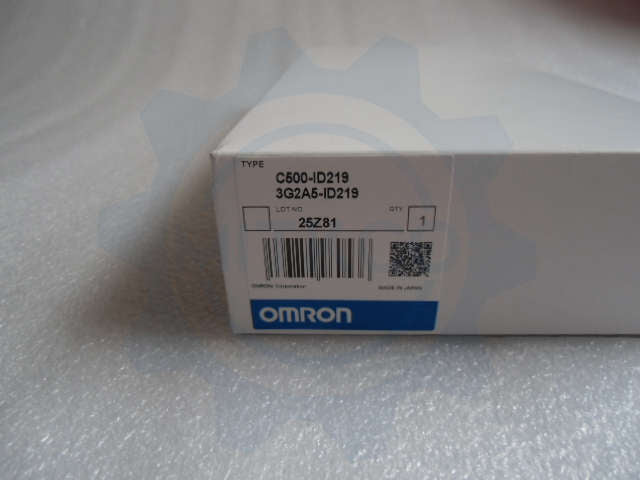 TYPE
C500-ID219
3G2A5-ID219
LOT NO. QTY
25Z81 1
OMRON Corporation MADE IN JAPAN
OMRON